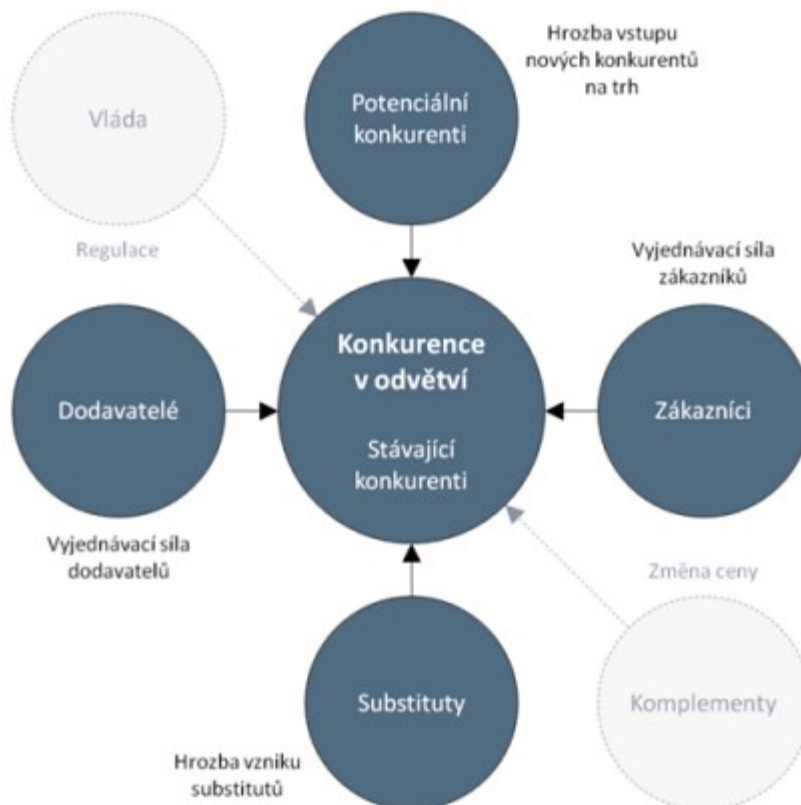 Hrozba vstupu
nových konkurentů
na trh
Potenciální
konkurenti
Vláda
Regulace
Vyjednávací síla
zákazníků
Konkurence
v odvětví
Stávající
konkurenti
Dodavatelé
Zákazníci
Vyjednávací síla
dodavatelů
Změna ceny
Substituty
Komplementy
Hrozba vzniku
substitutů